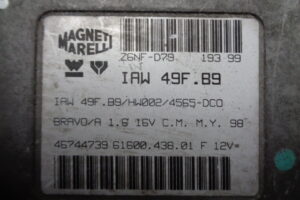 MAGNETI
MARELLI
Z6NF-D79 193 99
IAW 49F.B9
IAW 49F.B9/HW002/4565-DCO
BRAVO/A 1.6 16V C.M. M.Y. 98
46744739 61600.438.01 F 12V=